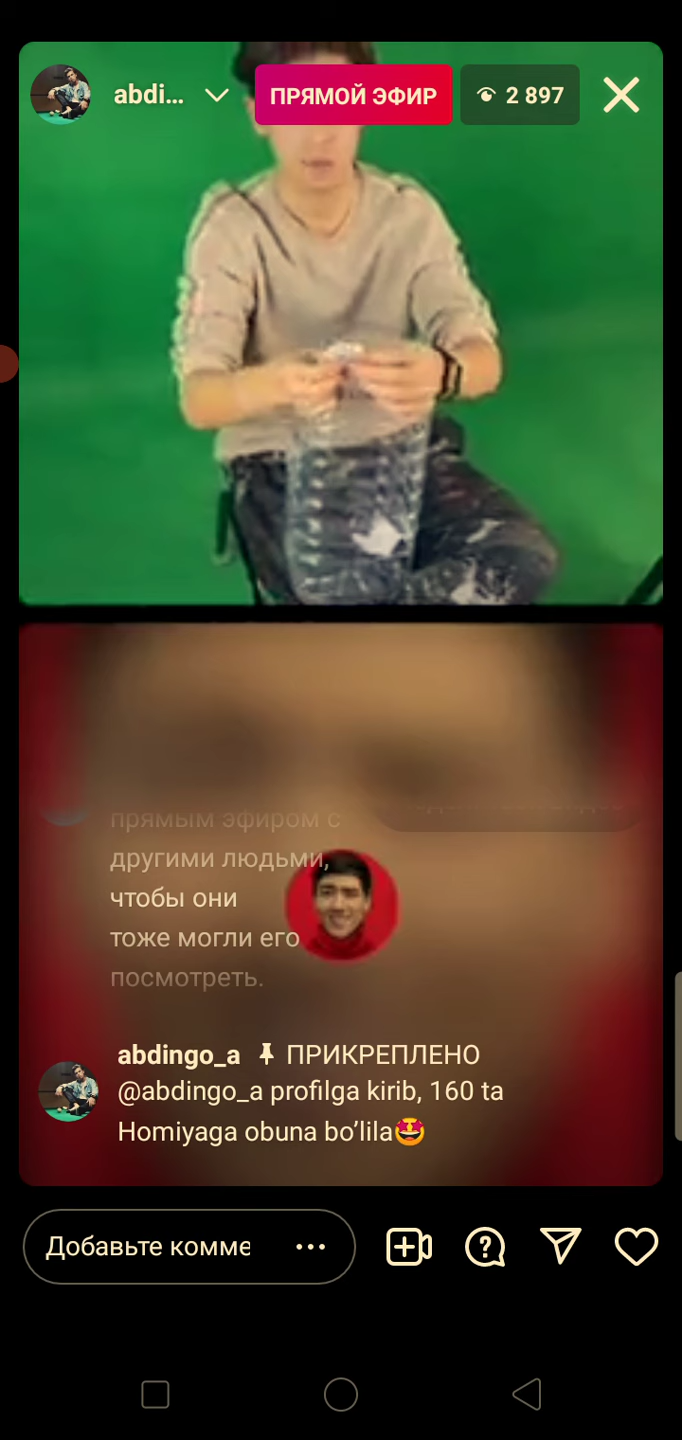 abdi...
ПРЯМОЙ ЭФИР
2 897
прямым эфиром с
другими людьми,
чтобы они
тоже могли его
посмотреть.
abdingo_a ПРИКРЕПЛЕНО
@abdingo_a profilga kirib, 160 ta
Homiyaga obuna bo’lila🤩
Добавьте комме